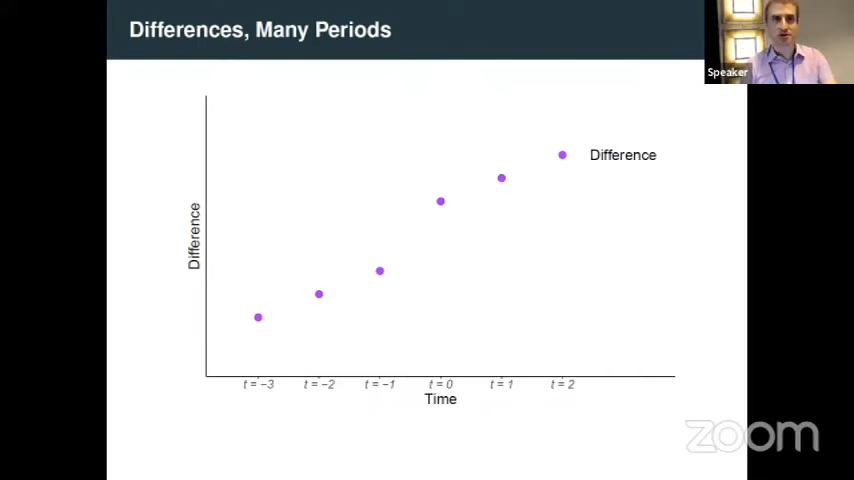 Differences, Many Periods
Speaker
Difference
Difference
t = −3 t = −2 t = −1 t = 0 t = 1 t = 2
Time
zoom